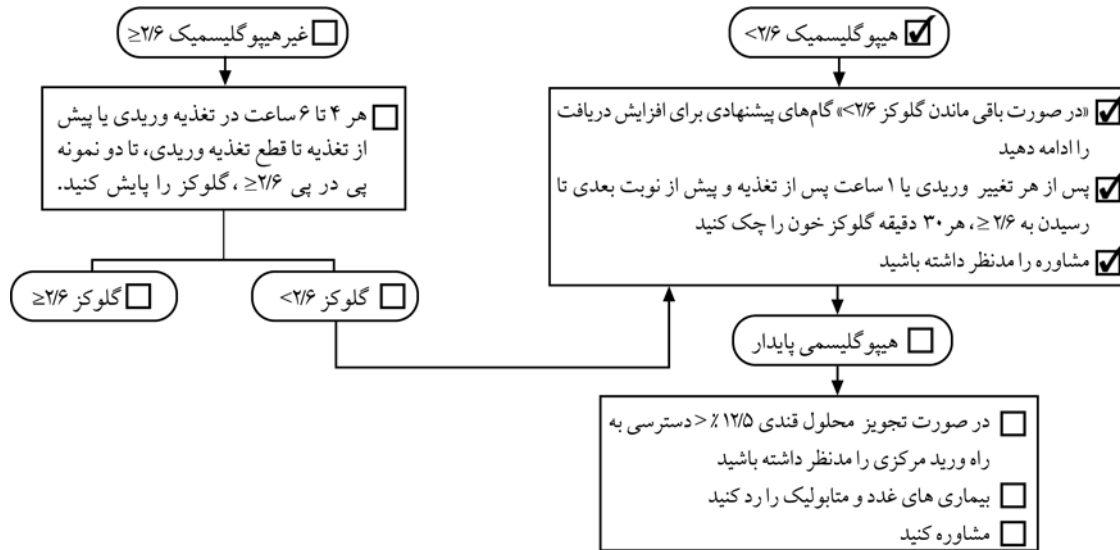 هیپوگلیسمیک ۲/۶>
«در صورت باقی ماندن گلوکز ۲/۶>» گام‌های پیشنهادی برای افزایش دریافت
را ادامه دهید
پس از هر تغییر وریدی یا ۱ ساعت پس از تغذیه و پیش از نوبت بعدی تا
رسیدن به ۲/۶ ≤، هر ۳۰ دقیقه گلوکز خون را چک کنید
مشاوره را مدنظر داشته باشید
هیپوگلیسمی پایدار
در صورت تجویز محلول قندی ۱۲/۵ ٪ < دسترسی به
راه ورید مرکزی را مدنظر داشته باشید
بیماری های غدد و متابولیک را رد کنید
مشاوره کنید
غیرهیپوگلیسمیک ۲/۶≤
هر ۴ تا ۶ ساعت در تغذیه وریدی یا پیش
از تغذیه تا قطع تغذیه وریدی، تا دو نمونه
پی در پی ۲/۶≤ ، گلوکز را پایش کنید.
گلوکز ۲/۶>
گلوکز ۲/۶≤